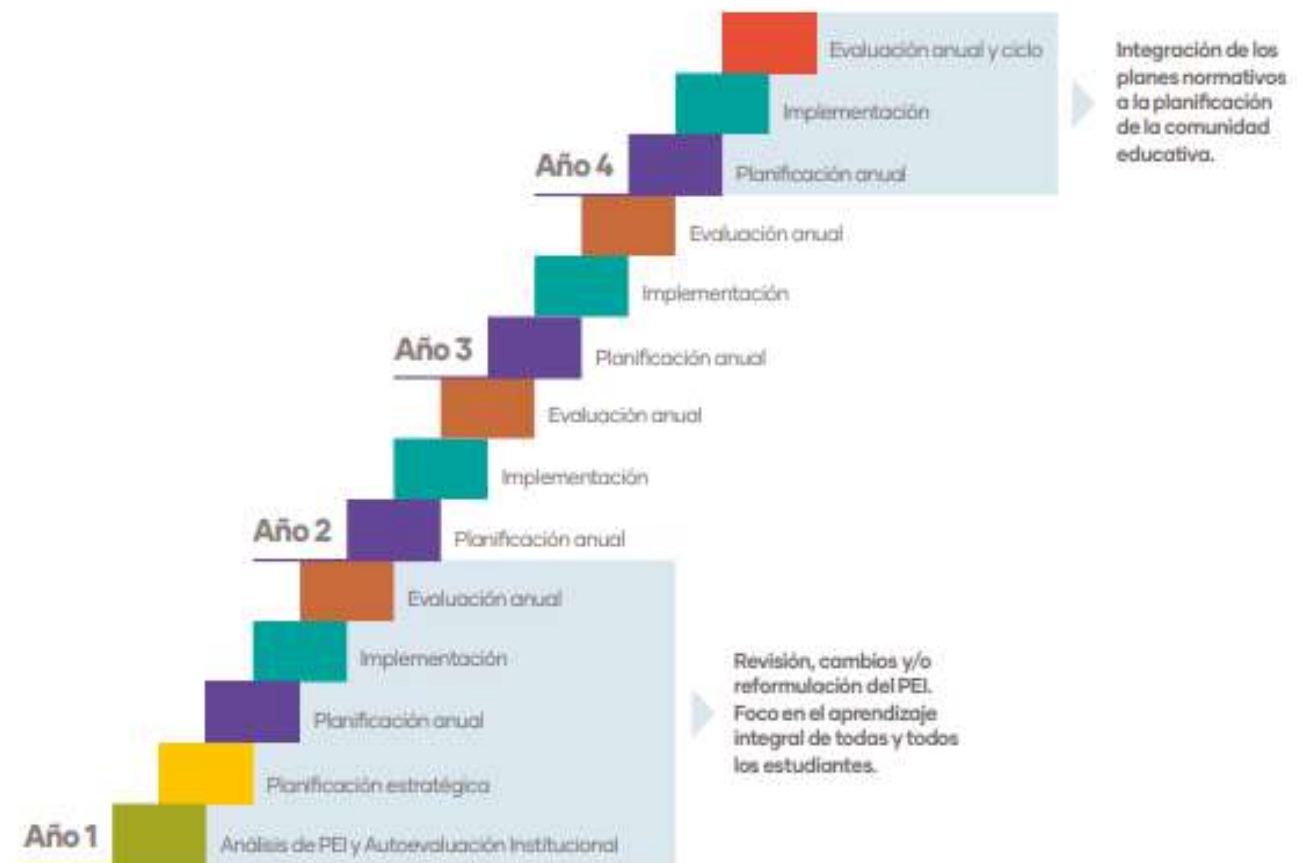 Evaluación anual y ciclo
Implementación
Año 4
Planificación anual
Integración de los
planes normativos
a la planificación
de la comunidad
educativa.
Evaluación anual
Implementación
Año 3
Planificación anual
Evaluación anual
Implementación
Año 2
Planificación anual
Evaluación anual
Implementación
Planificación anual
Planificación estratégica
Año 1
Análisis de PEI y Autoevaluación Institucional
Revisión, cambios y/o
reformulación del PEI.
Foco en el aprendizaje
integral de todas y todos
los estudiantes.